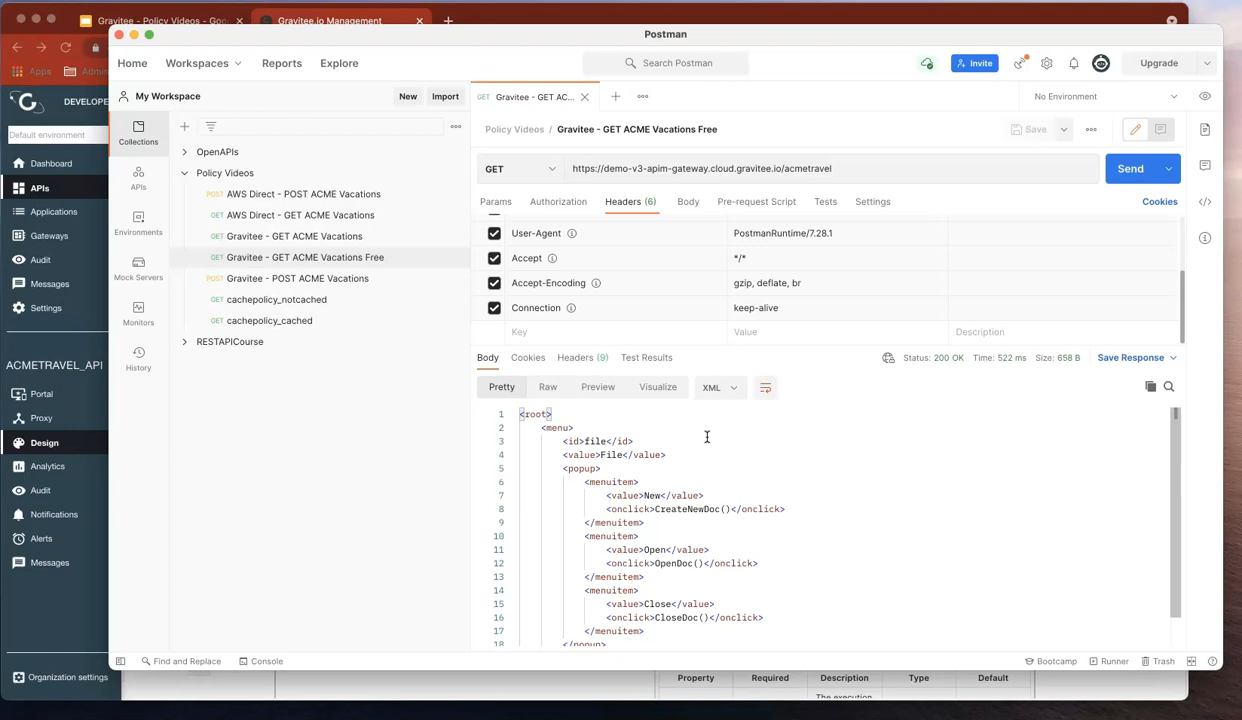 Gravitee - Policy Videos - Goo
Gravitee.io Management
Postman
Apps
Admin
Home
Workspaces
Reports
Explore
Search Postman
Invite
Upgrade
DEVELOPE
My Workspace
New
Import
GET Gravitee - GET AC...
No Environment
Default environment
Collections
Policy Videos / Gravitee - GET ACME Vacations Free
Save
Dashboard
APIs
Applications
Gateways
Audit
Messages
Settings
ACMETRAVEL_API
Portal
Proxy
Design
Analytics
Audit
Notifications
Alerts
Messages
Organization settings
APIs
Environments
Mock Servers
Monitors
History
OpenAPIs
Policy Videos
POST AWS Direct - POST ACME Vacations
GET AWS Direct - GET ACME Vacations
GET Gravitee - GET ACME Vacations
GET Gravitee - GET ACME Vacations Free
POST Gravitee - POST ACME Vacations
GET cachepolicy_notcached
GET cachepolicy_cached
RESTAPICourse
GET
https://demo-v3-apim-gateway.cloud.gravitee.io/acmetravel
Send
Params
Authorization
Headers (6)
Body
Pre-request Script
Tests
Settings
Cookies
User-Agent PostmanRuntime/7.28.1
Accept */*
Accept-Encoding gzip, deflate, br
Connection keep-alive
Key Value Description
Body
Cookies
Headers (9)
Test Results
Status: 200 OK Time: 522 ms Size: 658 B
Save Response
Pretty
Raw
Preview
Visualize
XML
1 <root>
2 <menu>
3 <id>file</id>
4 <value>File</value>
5 <popup>
6 <menuitem>
7 <value>New</value>
8 <onclick>CreateNewDoc()</onclick>
9 </menuitem>
10 <menuitem>
11 <value>Open</value>
12 <onclick>OpenDoc()</onclick>
13 </menuitem>
14 <menuitem>
15 <value>Close</value>
16 <onclick>CloseDoc()</onclick>
17 </menuitem>
18 </popup>
Find and Replace
Console
Bootcamp
Runner
Trash
Property Required Description Type Default
The execution